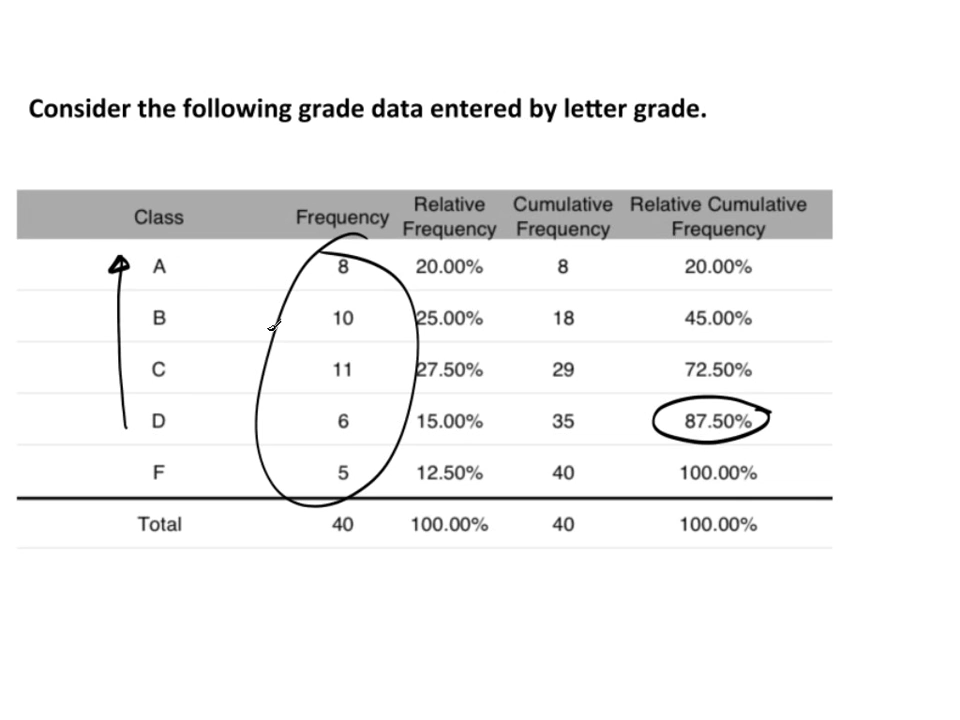 Consider the following grade data entered by letter grade.
Class Frequency Relative Frequency Cumulative Frequency Relative Cumulative Frequency
A 8 20.00% 8 20.00%
B 10 25.00% 18 45.00%
C 11 27.50% 29 72.50%
D 6 15.00% 35 87.50%
F 5 12.50% 40 100.00%
Total 40 100.00% 40 100.00%